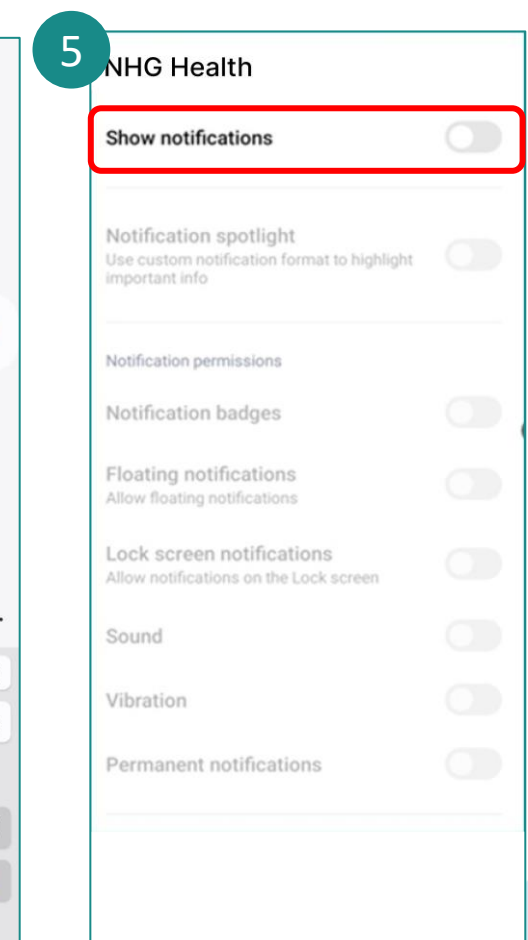 5
NHG Health
Show notifications
Notification spotlight
Use custom notification format to highlight
important info
Notification permissions
Notification badges
Floating notifications
Allow floating notifications
Lock screen notifications
Allow notifications on the Lock screen
Sound
Vibration
Permanent notifications